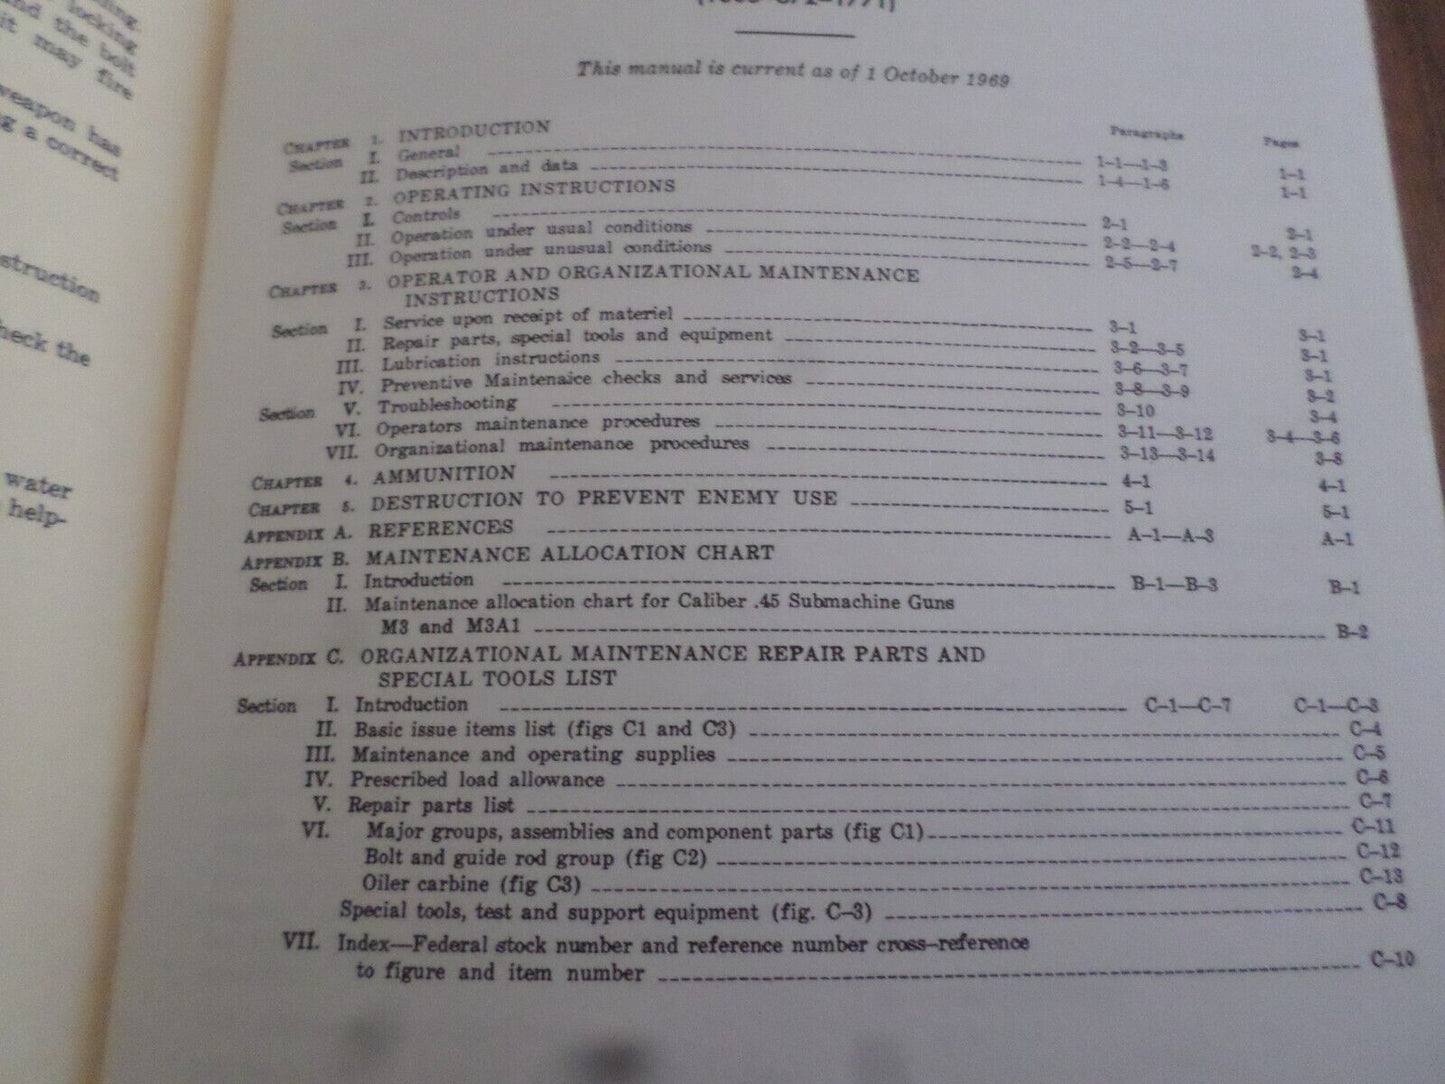 locking
and the bolt
it may fire
weapon has
a correct
struction
heck the
water
help-
This manual is current as of 1 October 1969
Paragraphs Pages
CHAPTER 1. INTRODUCTION
Section I. General 1-1—1-3 1-1
II. Description and data 1-4—1-6 1-1
CHAPTER 2. OPERATING INSTRUCTIONS
Section I. Controls 2-1 2-1
II. Operation under usual conditions 2-2—2-4 2-2, 2-3
III. Operation under unusual conditions 2-5—2-7 2-4
CHAPTER 3. OPERATOR AND ORGANIZATIONAL MAINTENANCE
INSTRUCTIONS
Section I. Service upon receipt of materiel 3-1 3-1
II. Repair parts, special tools and equipment 3-2—3-5 3-1
III. Lubrication instructions 3-6—3-7 3-1
IV. Preventive Maintenaice checks and services 3-8—3-9 3-2
Section V. Troubleshooting 3-10 3-4
VI. Operators maintenance procedures 3-11—3-12 3-4—3-6
VII. Organizational maintenance procedures 3-13—3-14 3-8
CHAPTER 4. AMMUNITION 4-1 4-1
CHAPTER 5. DESTRUCTION TO PREVENT ENEMY USE 5-1 5-1
APPENDIX A. REFERENCES A-1—A-3 A-1
APPENDIX B. MAINTENANCE ALLOCATION CHART
Section I. Introduction B-1—B-3 B-1
II. Maintenance allocation chart for Caliber .45 Submachine Guns
M3 and M3A1 B-2
APPENDIX C. ORGANIZATIONAL MAINTENANCE REPAIR PARTS AND
SPECIAL TOOLS LIST
Section I. Introduction C-1—C-7 C-1—C-3
II. Basic issue items list (figs C1 and C3) C-4
III. Maintenance and operating supplies C-5
IV. Prescribed load allowance C-6
V. Repair parts list C-7
VI. Major groups, assemblies and component parts (fig C1) C-11
Bolt and guide rod group (fig C2) C-12
Oiler carbine (fig C3) C-13
Special tools, test and support equipment (fig. C-3) C-8
VII. Index—Federal stock number and reference number cross-reference
to figure and item number C-10